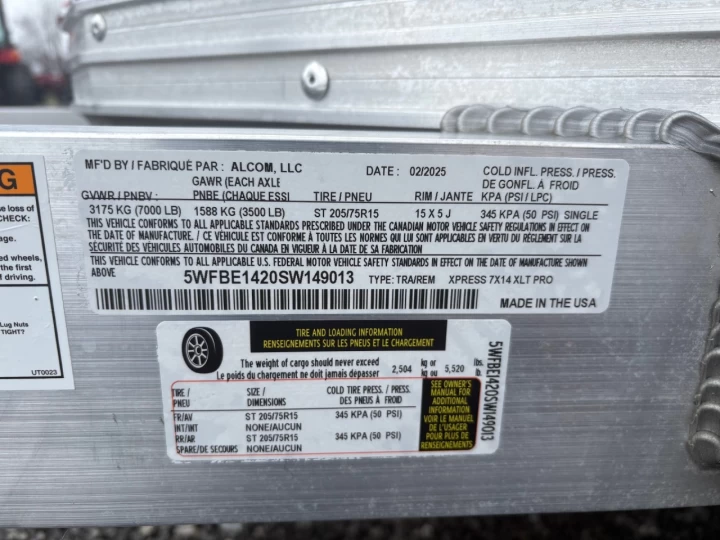 G
e loss of
CHECK:
ed wheels,
the first
driving.
Lug Nuts
TIGHT?
UT0023
MF'D BY / FABRIQUÉ PAR : ALCOM, LLC DATE : 02/2025 COLD INFL. PRESS. / PRESS.
GAWR (EACH AXLE DE GONFL. À FROID
GVWR / PNBV : PNBE (CHAQUE ESSI TIRE / PNEU RIM / JANTE KPA (PSI / LPC)
3175 KG (7000 LB) 1588 KG (3500 LB) ST 205/75R15 15 X 5 J 345 KPA (50 PSI) SINGLE
THIS VEHICLE CONFORMS TO ALL APPLICABLE STANDARDS PRESCRIBED UNDER THE CANADIAN MOTOR VEHICLE SAFETY REGULATIONS IN EFFECT ON
THE DATE OF MANUFACTURE. / CE VÉHICULE EST CONFORME À TOUTES LES NORMES QUI LUI SONT APPLICABLES EN VERTU DU RÈGLEMENT SUR LA
SÉCURITÉ DES VÉHICULES AUTOMOBILES DU CANADA EN VIGUEUR À LA DATE DE SA FABRICATION
THIS VEHICLE CONFORMS TO ALL APPLICABLE U.S. FEDERAL MOTOR VEHICLE SAFETY STANDARDS IN EFFECT ON THE DATE OF MANUFACTURE SHOWN
ABOVE 5WFBE1420SW149013 TYPE: TRA/REM XPRESS 7X14 XLT PRO
MADE IN THE USA
TIRE AND LOADING INFORMATION
RENSEIGNEMENTS SUR LES PNEUS ET LE CHARGEMENT
The weight of cargo should never exceed kg or lbs.
Le poids du chargement ne doit jamais dépasser 2,504 kg ou 5,520 lb.
TIRE / SIZE / COLD TIRE PRESS. / PRESS.
PNEU DIMENSIONS DES PNEUS A FROID
FR/AV ST 205/75R15 345 KPA (50 PSI)
INT/INT NONE/AUCUN
RR/AR ST 205/75R15 345 KPA (50 PSI)
SPARE/DE SECOURS NONE/AUCUN
SEE OWNER'S
MANUAL FOR
ADDITIONAL
INFORMATION
VOIR LE MANUEL
DE L'USAGER
POUR PLUS DE
RENSEIGNEMENTS
5WFBE1420SW149013